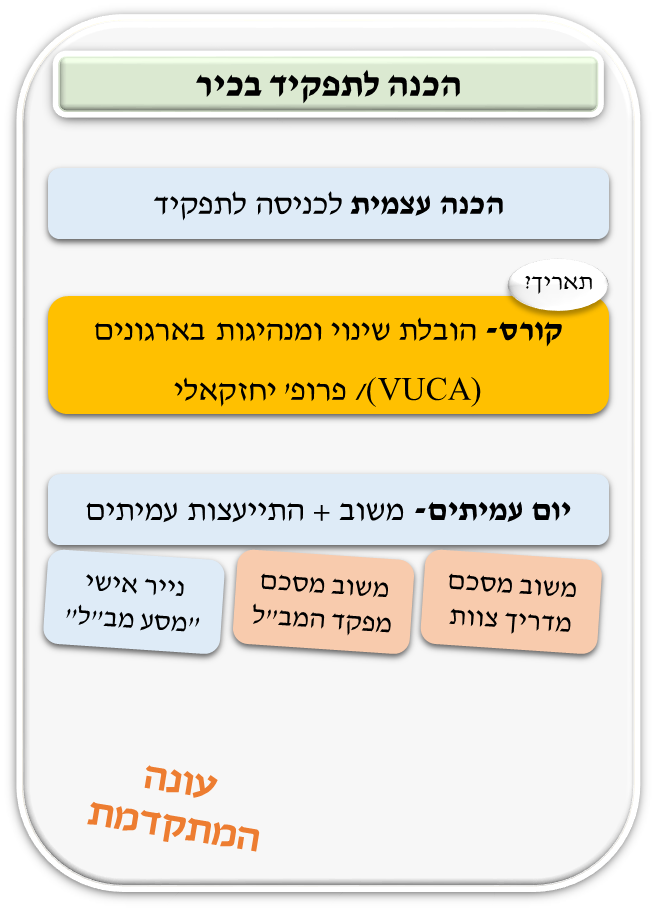 הכנה לתפקיד בכיר
הכנה עצמית לכניסה לתפקיד
תאריך?
קורס- הובלת שינוי ומנהיגות בארגונים
(VUCA)/ פרופ' יחזקאלי
יום עמיתים- משוב + התייעצות עמיתים
משוב מסכם
מדריך צוות
משוב מסכם
מפקד המב"ל
נייר אישי
"מסע מב"ל"
עונה
המתקדמת